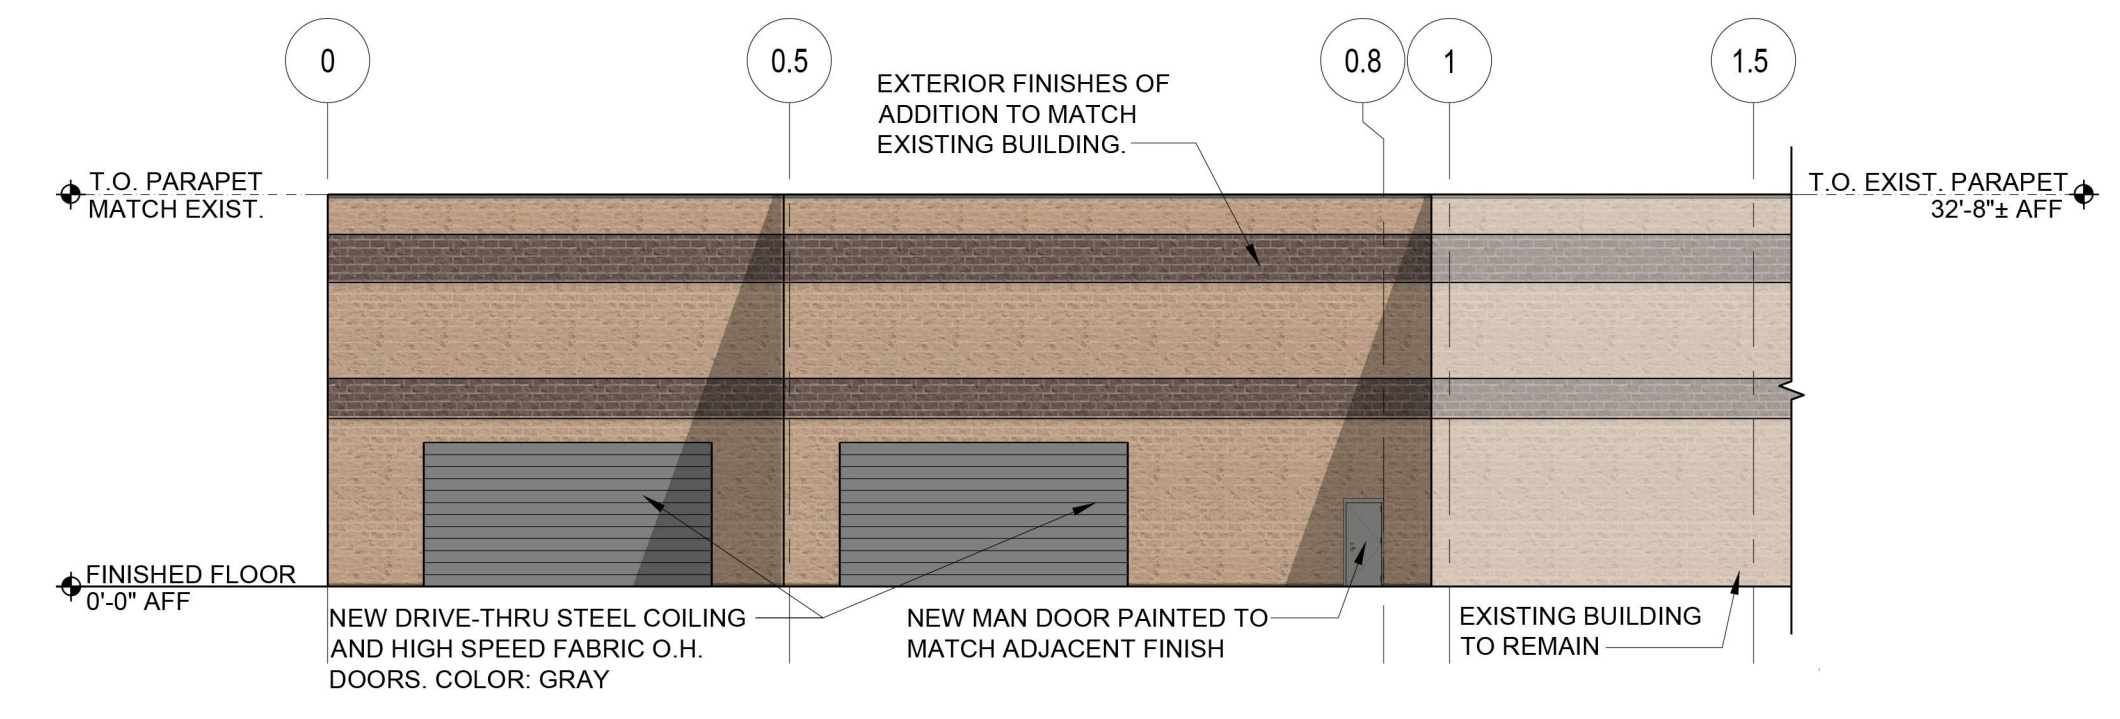 0
0.5
0.8
1
1.5
EXTERIOR FINISHES OF
ADDITION TO MATCH
EXISTING BUILDING.
T.O. PARAPET
MATCH EXIST.
T.O. EXIST. PARAPET
32'-8"± AFF
FINISHED FLOOR
0'-0" AFF
NEW DRIVE-THRU STEEL COILING
AND HIGH SPEED FABRIC O.H.
DOORS. COLOR: GRAY
NEW MAN DOOR PAINTED TO
MATCH ADJACENT FINISH
EXISTING BUILDING
TO REMAIN